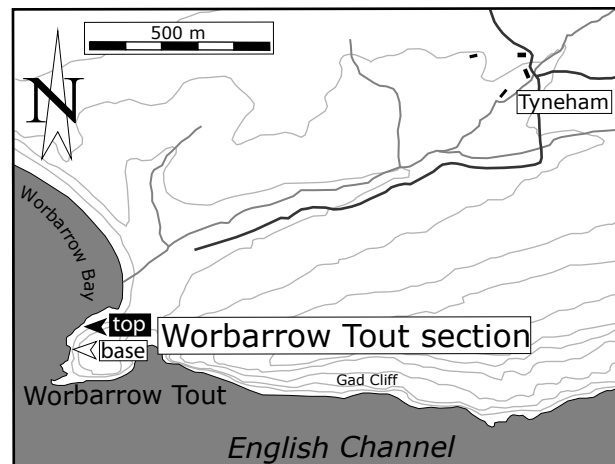 500 m
N
Tyneham
Worbarrow Bay
top
Worbarrow Tout section
base
Gad Cliff
Worbarrow Tout
English Channel